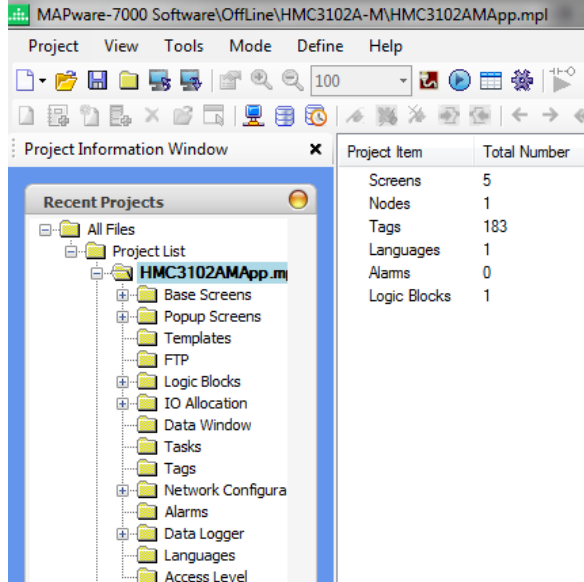 MAPware-7000 Software\OffLine\HMC3102A-M\HMC3102AMApp.mpl
Project View Tools Mode Define Help
100
Project Information Window
Project Item Total Number
Screens 5
Nodes 1
Tags 183
Languages 1
Alarms 0
Logic Blocks 1
Recent Projects
All Files
Project List
HMC3102AMApp.m
Base Screens
Popup Screens
Templates
FTP
Logic Blocks
IO Allocation
Data Window
Tasks
Tags
Network Configura
Alarms
Data Logger
Languages
Access Level